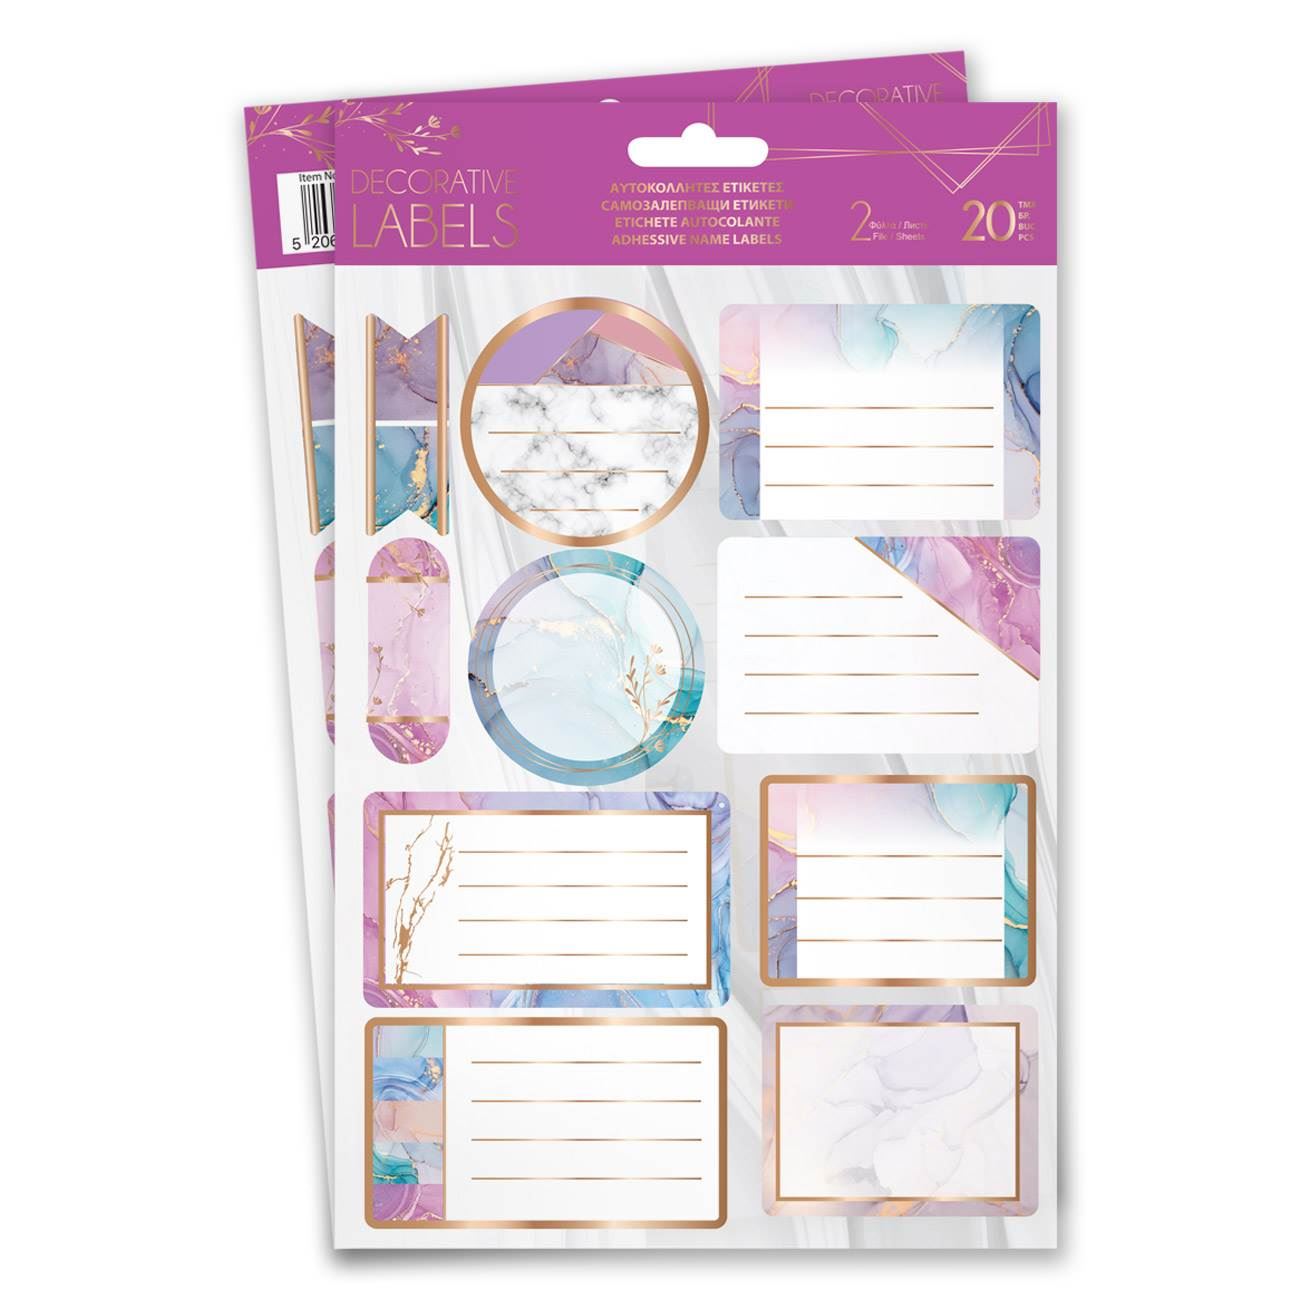 DECORATIVE
Item No
5 206
DECORATIVE
LABELS
ΑΥΤΟΚΟΛΛΗΤΕΣ ΕΤΙΚΕΤΕΣ
САМОЗАЛЕПВАЩИ ЕТИКЕТИ
ETICHETE AUTOCOLANTE
ADHESSIVE NAME LABELS
2 Φύλλα / Листа
File / Sheets
20 ΤΜΧ
БР.
BUC
PCS